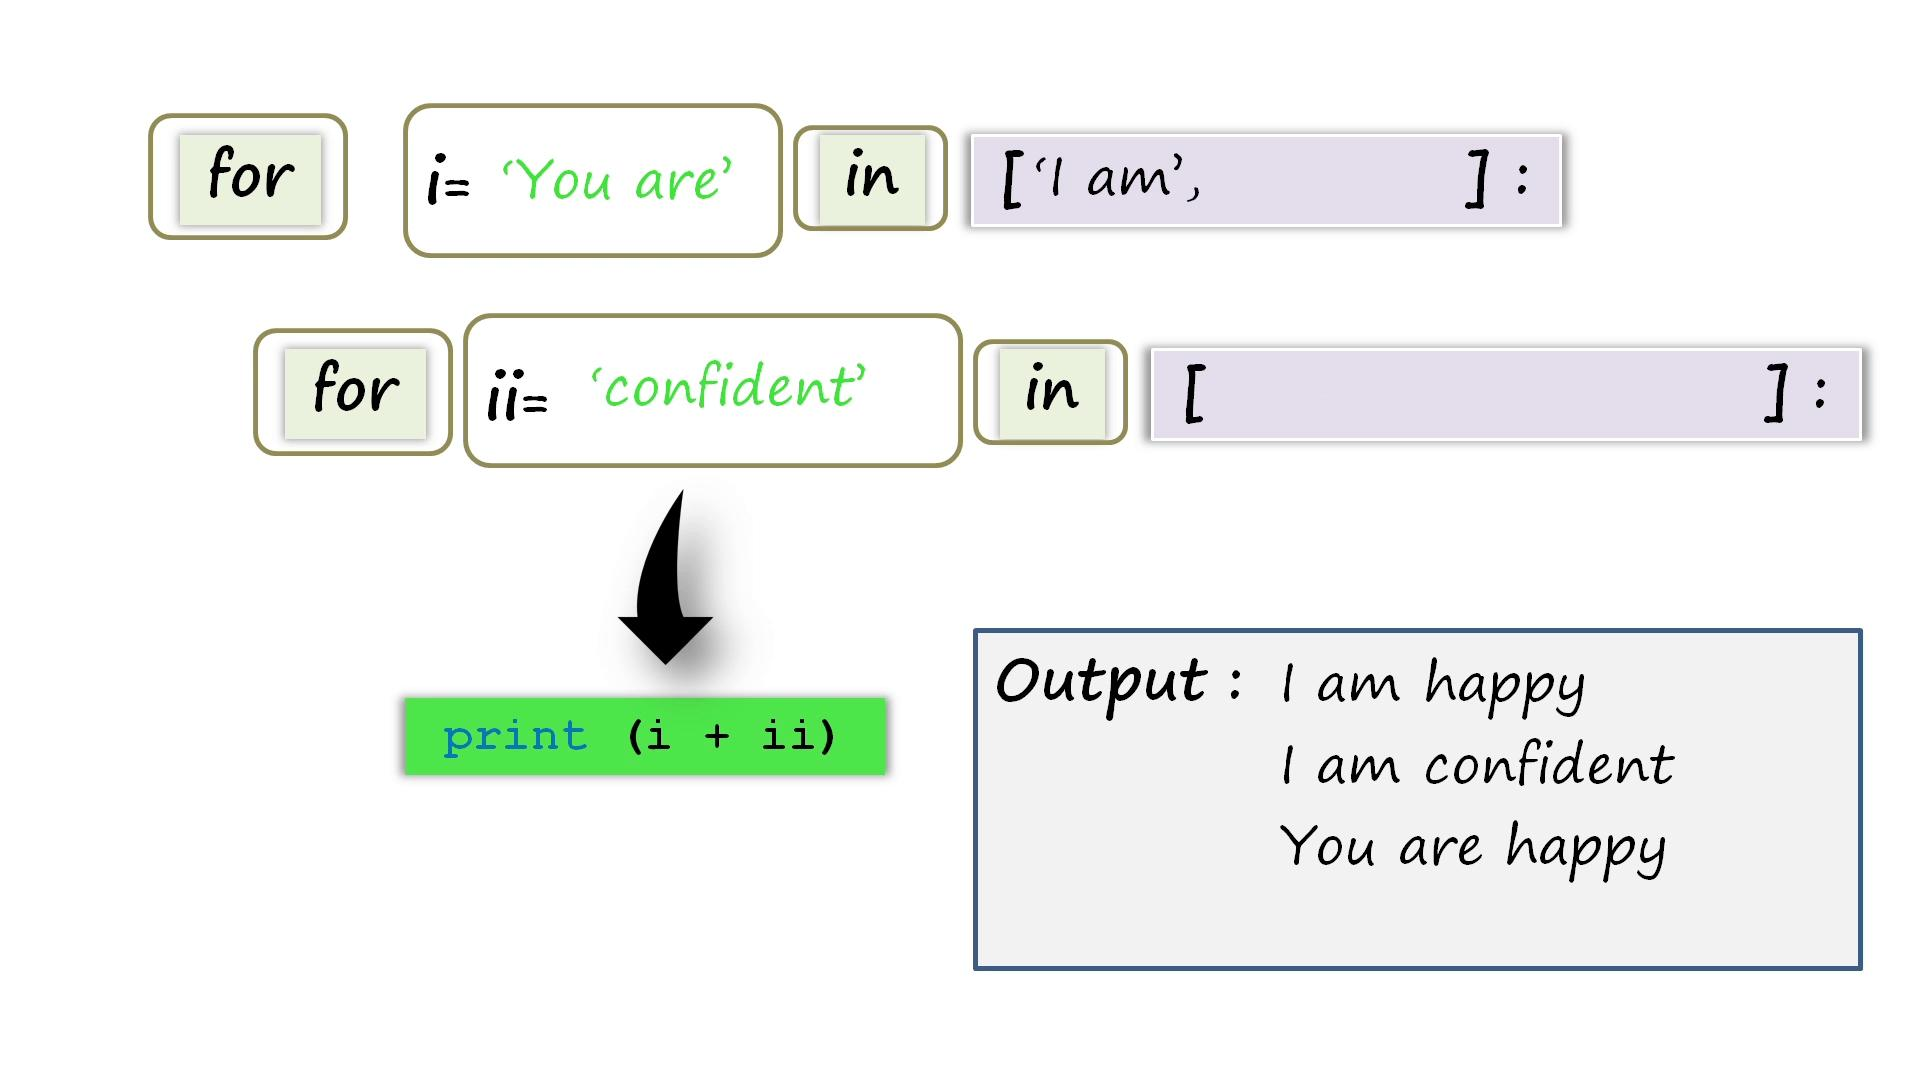 for i= ‘You are’ in [‘I am’, ] :
for ii= ‘confident’ in [ ] :
print (i + ii)
Output : I am happy
I am confident
You are happy